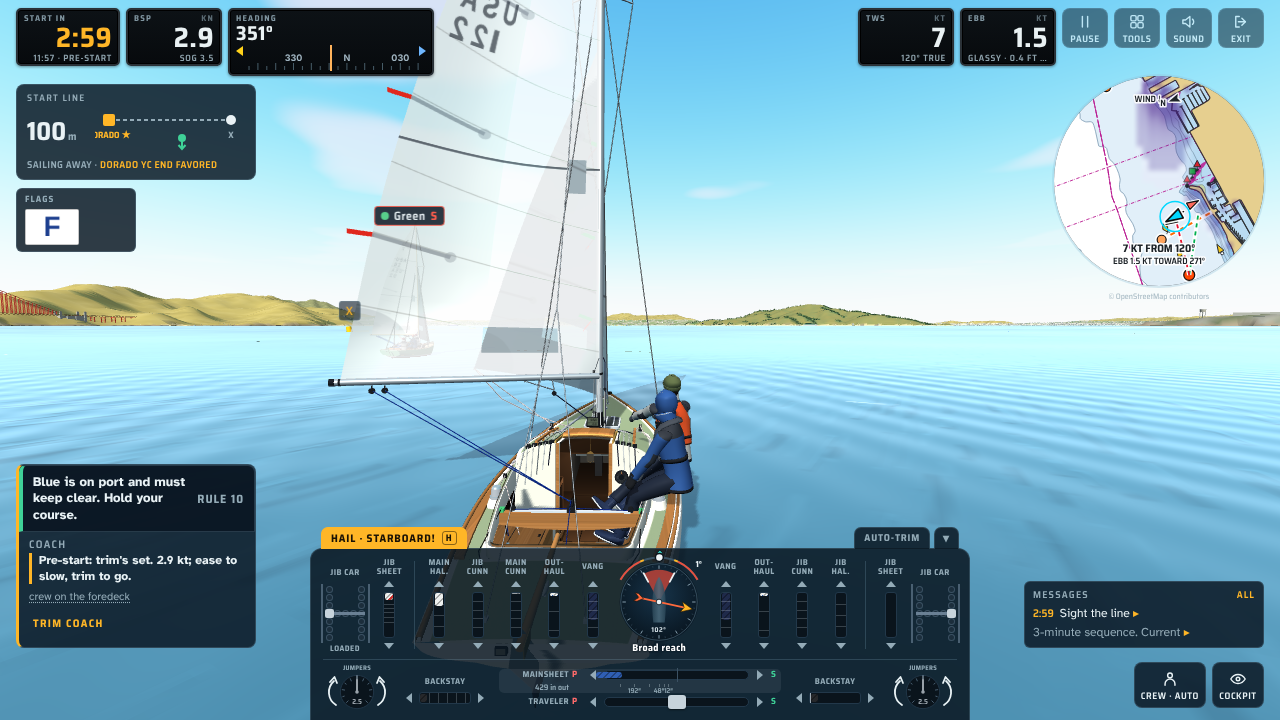 START IN
2:59
11:57 · PRE-START
BSP KN
2.9
SOG 3.5
HEADING
351°
330 N 030
USA
122
TWS KT
7
120° TRUE
EBB KT
1.5
GLASSY · 0.4 FT ...
PAUSE
TOOLS
SOUND
EXIT
START LINE
100 m
ORADO ★ X
SAILING AWAY · DORADO YC END FAVORED
FLAGS
F
Green S
X
WIND
N
7 KT FROM 120°
EBB 1.5 KT TOWARD 271°
© OpenStreetMap contributors
Blue is on port and must keep clear. Hold your course.
RULE 10
COACH
Pre-start: trim's set. 2.9 kt; ease to slow, trim to go.
crew on the foredeck
TRIM COACH
HAIL · STARBOARD! H
AUTO-TRIM ▼
JIB CAR
JIB SHEET
MAIN HAL.
JIB CUNN
MAIN CUNN
OUT-HAUL
VANG
1°
102°
Broad reach
VANG
OUT-HAUL
JIB CUNN
JIB HAL.
JIB SHEET
JIB CAR
LOADED
JUMPERS
2.5
BACKSTAY
MAINSHEET P S
429 in out
192° 48°12°
TRAVELER P S
BACKSTAY
JUMPERS
2.5
MESSAGES ALL
2:59 Sight the line ▸
3-minute sequence. Current ▸
CREW · AUTO
COCKPIT